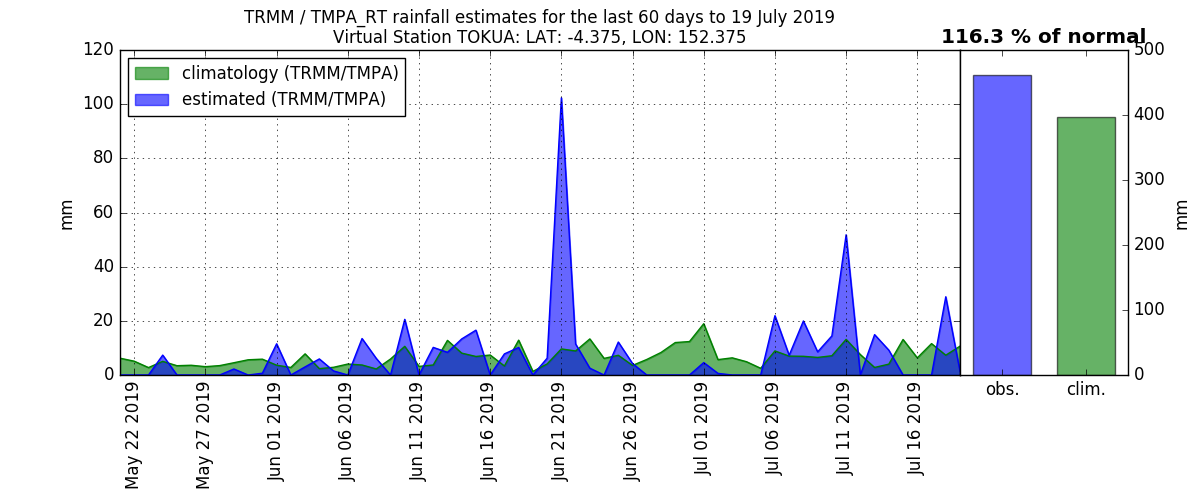 TRMM / TMPA_RT rainfall estimates for the last 60 days to 19 July 2019
Virtual Station TOKUA: LAT: -4.375, LON: 152.375
116.3 % of normal
climatology (TRMM/TMPA)
estimated (TRMM/TMPA)
120
100
80
60
40
20
0
mm
May 22 2019
May 27 2019
Jun 01 2019
Jun 06 2019
Jun 11 2019
Jun 16 2019
Jun 21 2019
Jun 26 2019
Jul 01 2019
Jul 06 2019
Jul 11 2019
Jul 16 2019
500
400
300
200
100
0
mm
obs.
clim.